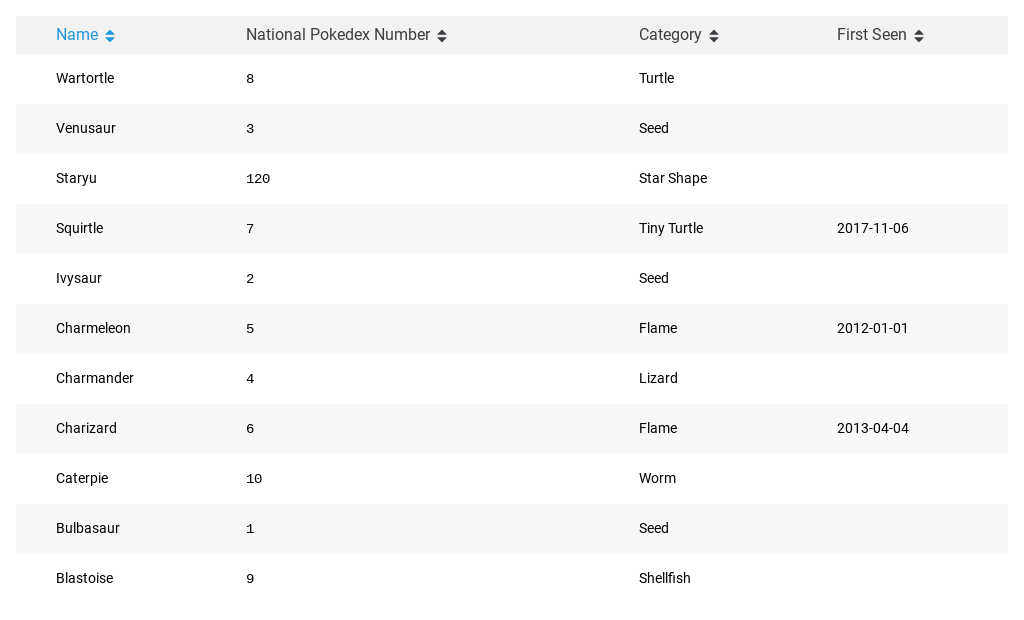 Name National Pokedex Number Category First Seen
Wartortle 8 Turtle
Venusaur 3 Seed
Staryu 120 Star Shape
Squirtle 7 Tiny Turtle 2017-11-06
Ivysaur 2 Seed
Charmeleon 5 Flame 2012-01-01
Charmander 4 Lizard
Charizard 6 Flame 2013-04-04
Caterpie 10 Worm
Bulbasaur 1 Seed
Blastoise 9 Shellfish